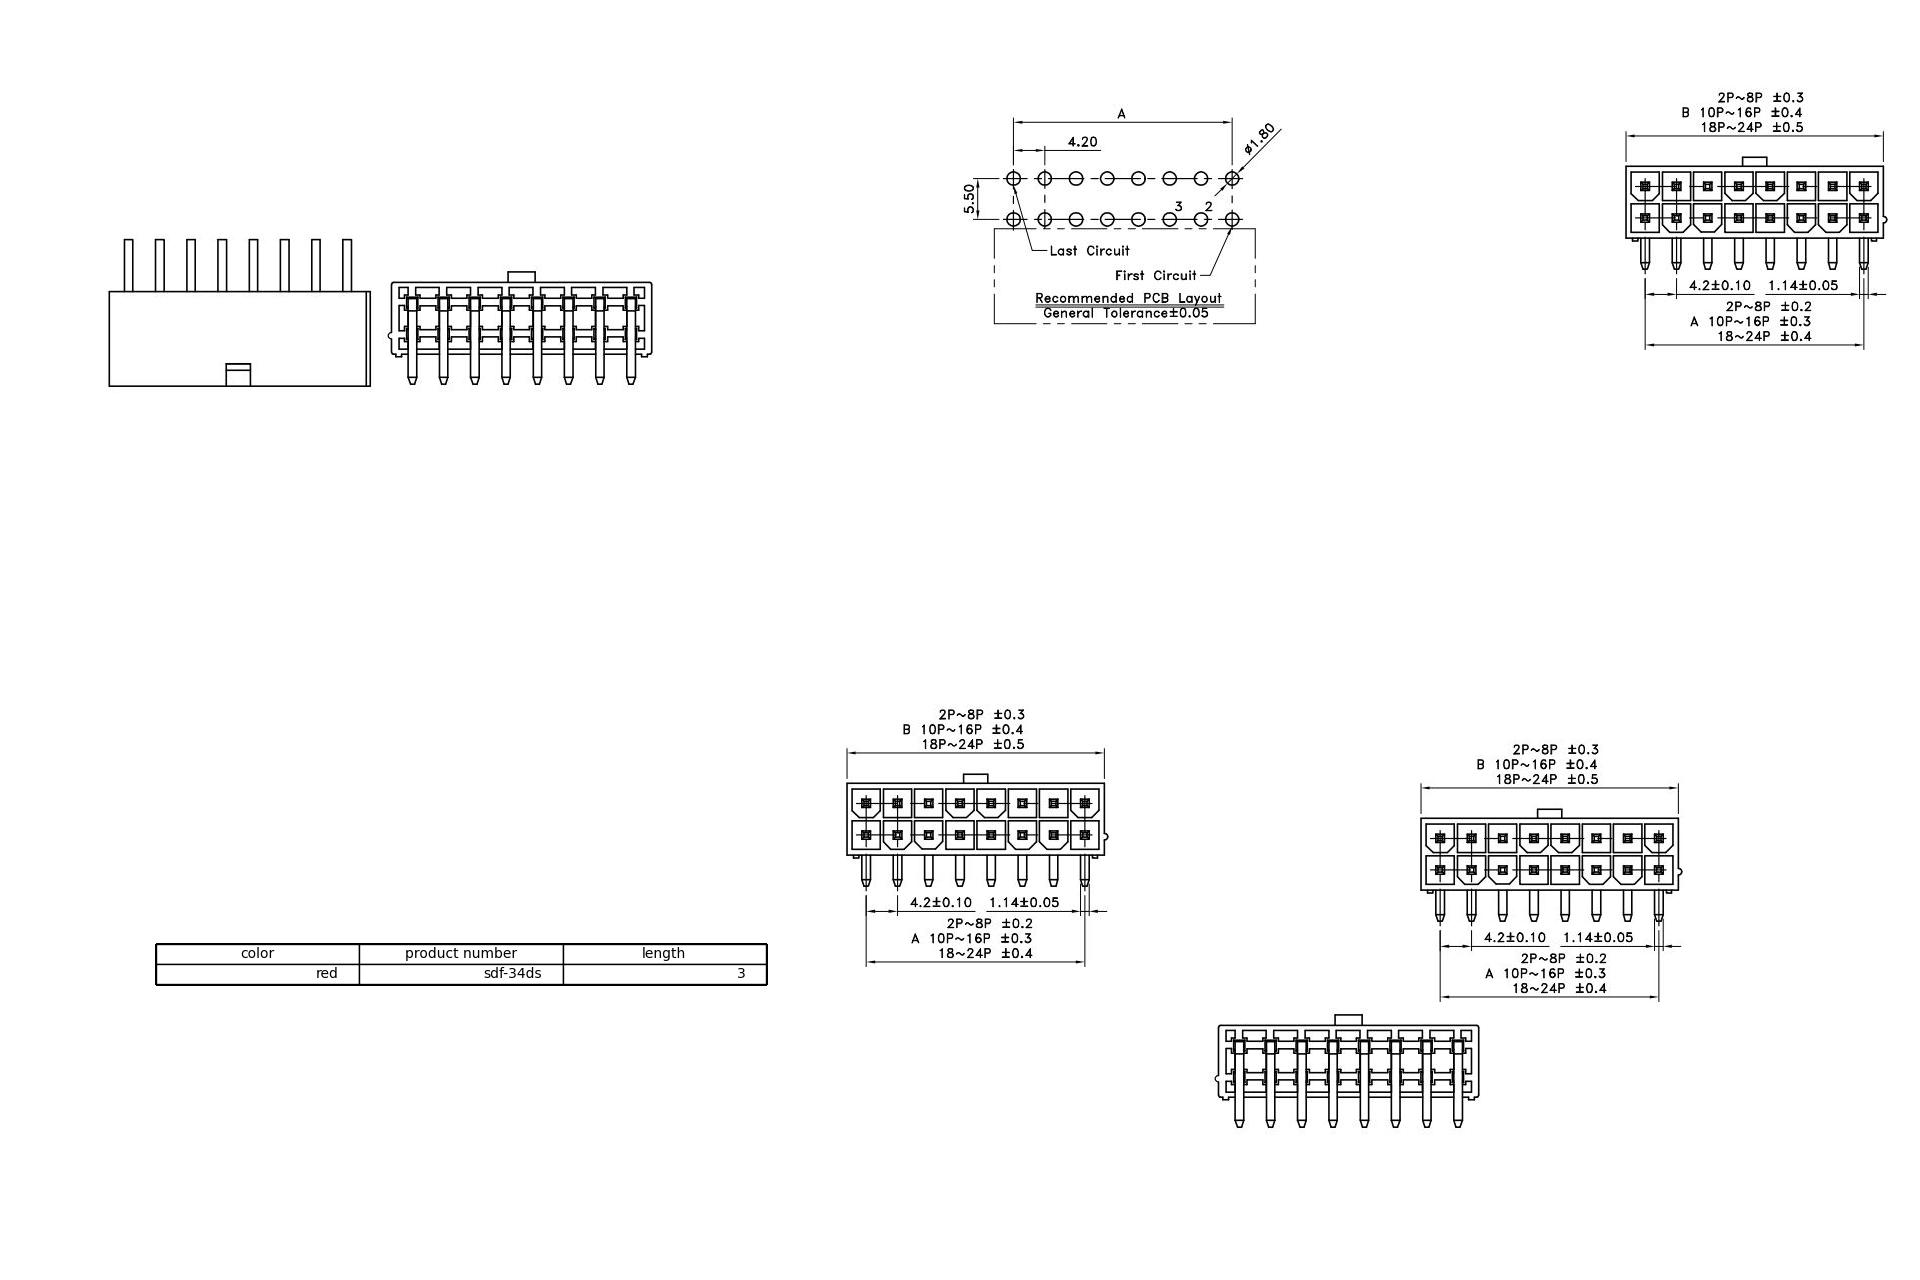 A
4.20
ø1.80
5.50
3
2
Last Circuit
First Circuit
Recommended PCB Layout
General Tolerance±0.05
2P~8P ±0.3
B 10P~16P ±0.4
18P~24P ±0.5
4.2±0.10 1.14±0.05
2P~8P ±0.2
A 10P~16P ±0.3
18~24P ±0.4
2P~8P ±0.3
B 10P~16P ±0.4
18P~24P ±0.5
4.2±0.10 1.14±0.05
2P~8P ±0.2
A 10P~16P ±0.3
18~24P ±0.4
2P~8P ±0.3
B 10P~16P ±0.4
18P~24P ±0.5
4.2±0.10 1.14±0.05
2P~8P ±0.2
A 10P~16P ±0.3
18~24P ±0.4
color product number length
red sdf-34ds 3